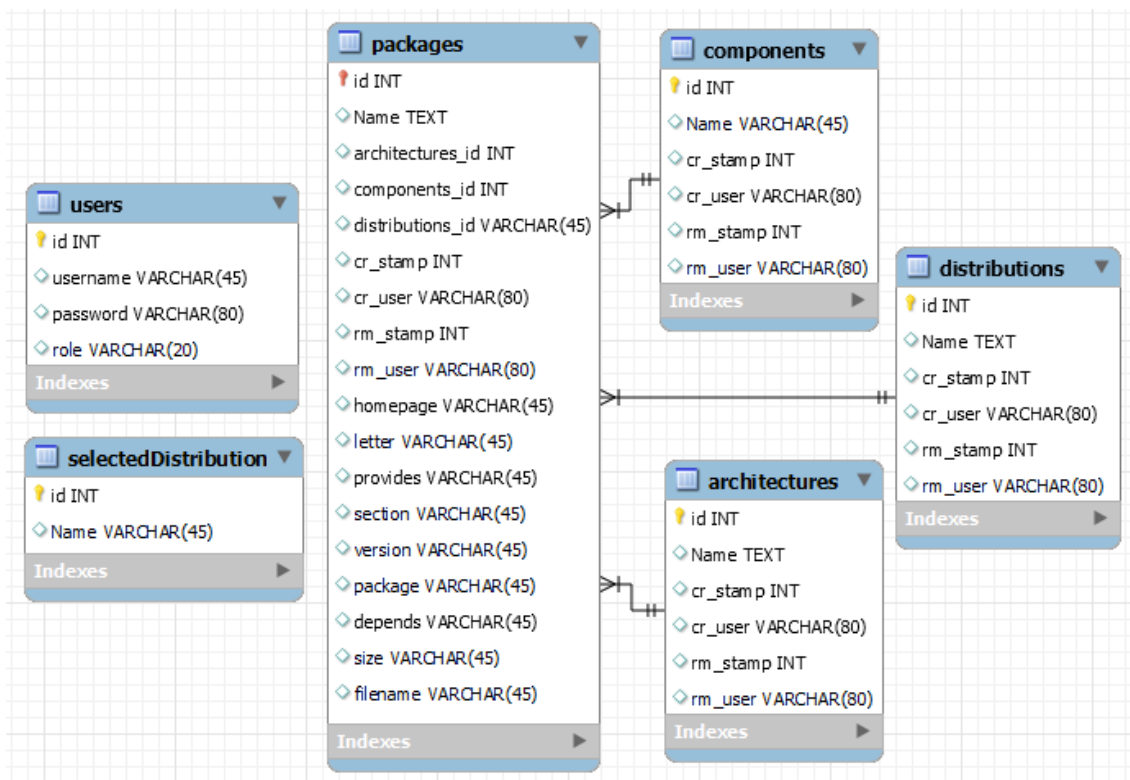 packages
id INT
Name TEXT
architectures_id INT
components_id INT
distributions_id VARCHAR(45)
cr_stamp INT
cr_user VARCHAR(80)
rm_stamp INT
rm_user VARCHAR(80)
homepage VARCHAR(45)
letter VARCHAR(45)
provides VARCHAR(45)
section VARCHAR(45)
version VARCHAR(45)
package VARCHAR(45)
depends VARCHAR(45)
size VARCHAR(45)
filename VARCHAR(45)
Indexes
components
id INT
Name VARCHAR(45)
cr_stamp INT
cr_user VARCHAR(80)
rm_stamp INT
rm_user VARCHAR(80)
Indexes
users
id INT
username VARCHAR(45)
password VARCHAR(80)
role VARCHAR(20)
Indexes
distributions
id INT
Name TEXT
cr_stamp INT
cr_user VARCHAR(80)
rm_stamp INT
rm_user VARCHAR(80)
Indexes
selectedDistribution
id INT
Name VARCHAR(45)
Indexes
architectures
id INT
Name TEXT
cr_stamp INT
cr_user VARCHAR(80)
rm_stamp INT
rm_user VARCHAR(80)
Indexes